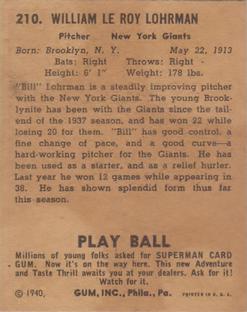 210. WILLIAM LE ROY LOHRMAN
Pitcher New York Giants
Born: Brooklyn, N. Y. May 22, 1913
Bats: Right Throws: Right
Height: 6' 1" Weight: 178 lbs.
"Bill" Lohrman is a steadily improving pitcher
with the New York Giants. The young Brook-
lynite has been with the Giants since the tail-
end of the 1937 season, and has won 22 while
losing 20 for them. "Bill" has good control, a
fine change of pace, and a good curve—a
hard-working pitcher for the Giants. He has
been used as a starter, and as a relief hurler.
Last year he won 12 games while appearing in
38. He has shown splendid form thus far
this season.
PLAY BALL
Millions of young folks asked for SUPERMAN CARD
GUM. Now it's on the way here. This new Adventure
and Taste Thrill awaits you at your dealers. Ask for it!
Watch for it.
© 1940, GUM, INC., Phila., Pa. PRINTED IN U. S. A.